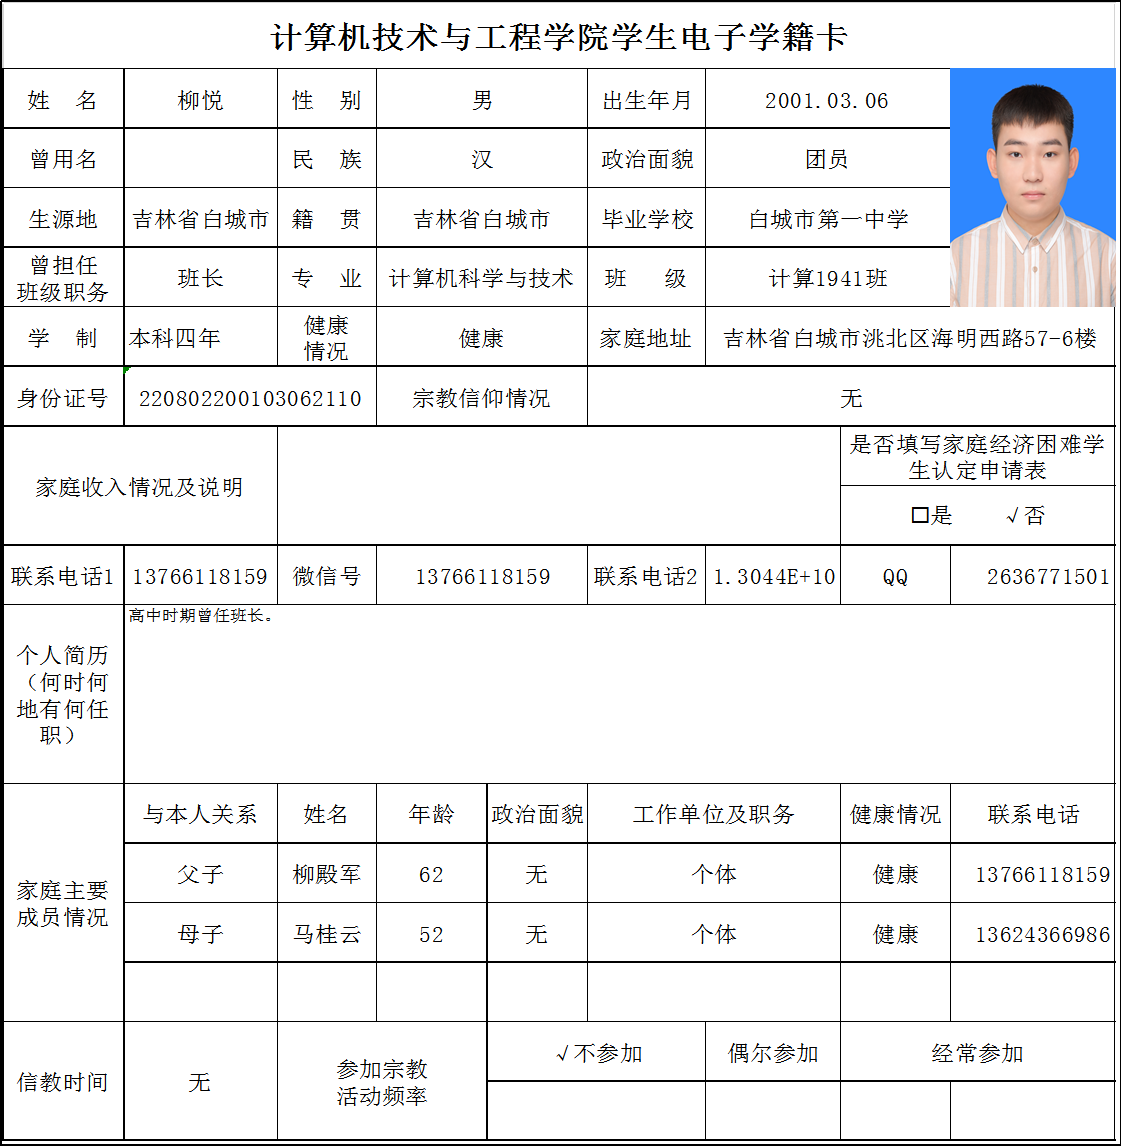 计算机技术与工程学院学生电子学籍卡
姓 名 柳悦 性 别 男 出生年月 2001.03.06
曾用名 民 族 汉 政治面貌 团员
生源地 吉林省白城市 籍 贯 吉林省白城市 毕业学校 白城市第一中学
曾担任
班级职务 班长 专 业 计算机科学与技术 班 级 计算1941班
学 制 本科四年 健康
情况 健康 家庭地址 吉林省白城市洮北区海明西路57-6楼
身份证号 220802200103062110 宗教信仰情况 无
家庭收入情况及说明 是否填写家庭经济困难学
生认定申请表
□是 √否
联系电话1 13766118159 微信号 13766118159 联系电话2 1.3044E+10 QQ 2636771501
个人简历
(何时何
地有何任
职)
高中时期曾任班长。
家庭主要
成员情况
与本人关系 姓名 年龄 政治面貌 工作单位及职务 健康情况 联系电话
父子 柳殿军 62 无 个体 健康 13766118159
母子 马桂云 52 无 个体 健康 13624366986
信教时间 无 参加宗教
活动频率 √不参加 偶尔参加 经常参加